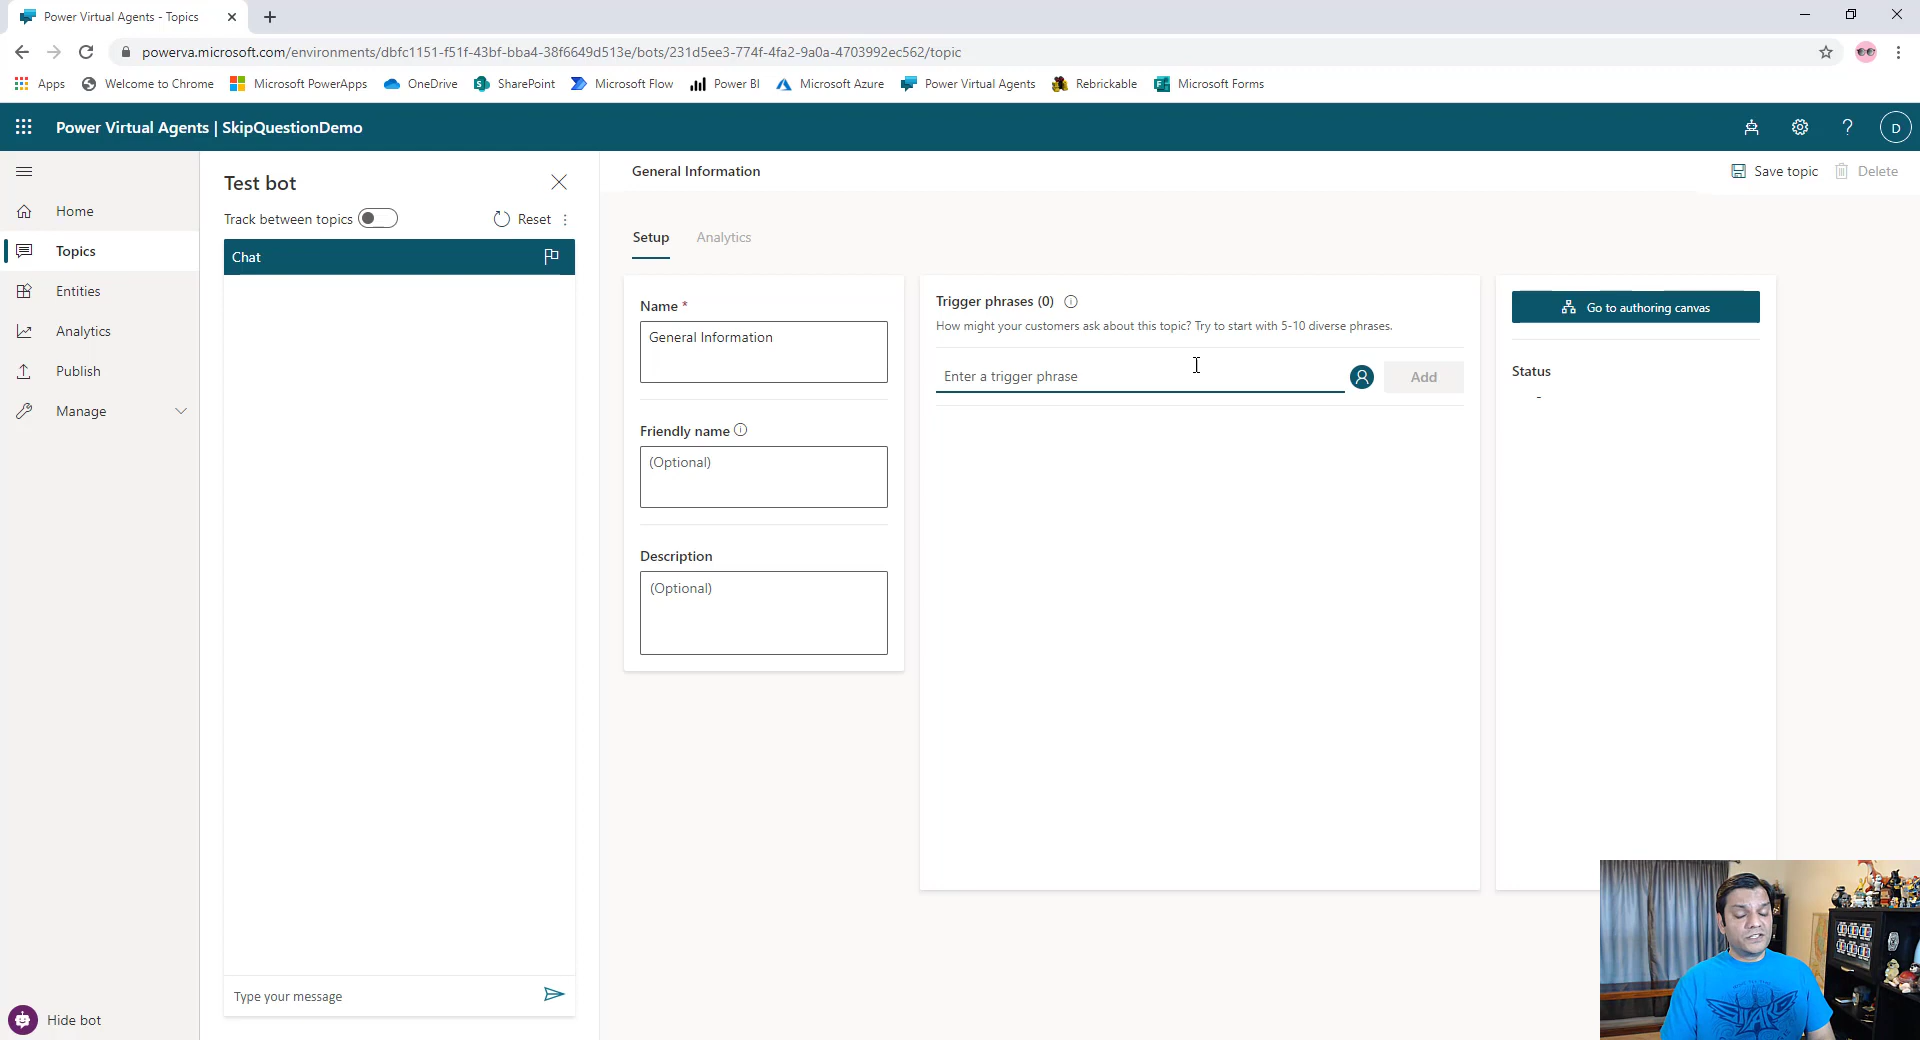 Power Virtual Agents - Topics
powerva.microsoft.com/environments/dbfc1151-f51f-43bf-bba4-38f6649d513e/bots/231d5ee3-774f-4fa2-9a0a-4703992ec562/topic
Apps Welcome to Chrome Microsoft PowerApps OneDrive SharePoint Microsoft Flow Power BI Microsoft Azure Power Virtual Agents Rebrickable Microsoft Forms
Power Virtual Agents | SkipQuestionDemo
D
Home
Topics
Entities
Analytics
Publish
Manage
Hide bot
Test bot
Track between topics
Reset
Chat
Type your message
General Information
Save topic
Delete
Setup
Analytics
Name *
General Information
Friendly name
(Optional)
Description
(Optional)
Trigger phrases (0)
How might your customers ask about this topic? Try to start with 5-10 diverse phrases.
Enter a trigger phrase
Add
Go to authoring canvas
Status
-